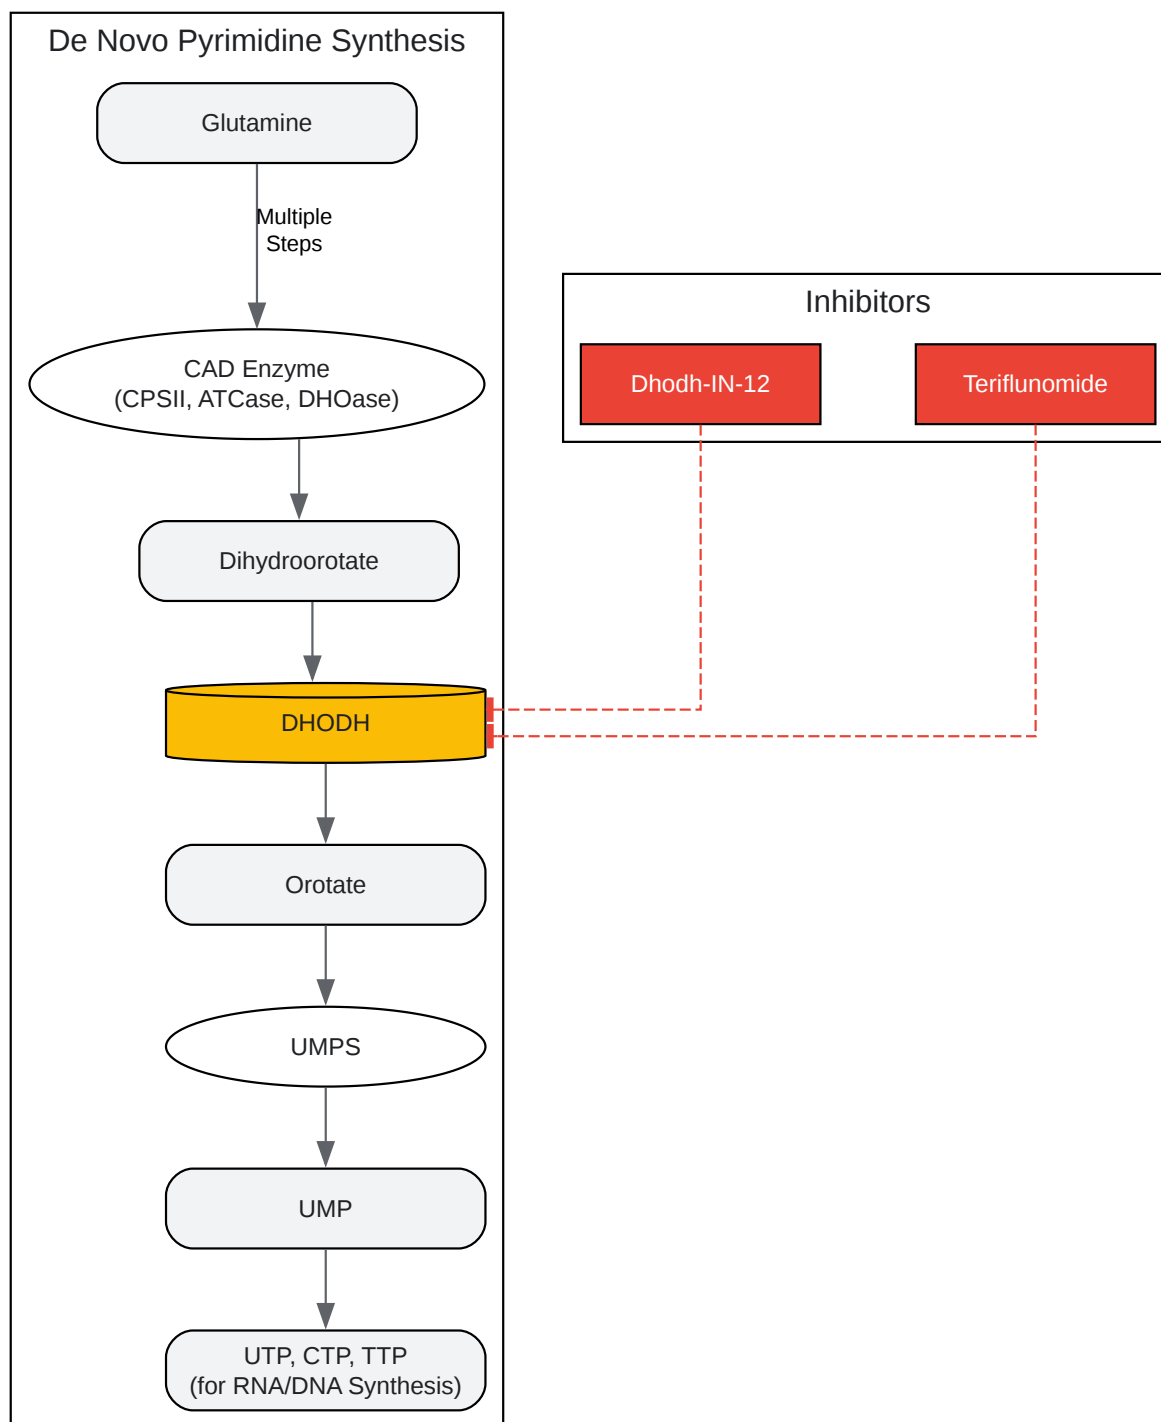 De Novo Pyrimidine Synthesis
Glutamine
Multiple
Steps
CAD Enzyme
(CPSII, ATCase, DHOase)
Dihydroorotate
DHODH
Orotate
UMPS
UMP
UTP, CTP, TTP
(for RNA/DNA Synthesis)
Inhibitors
Dhodh-IN-12
Teriflunomide